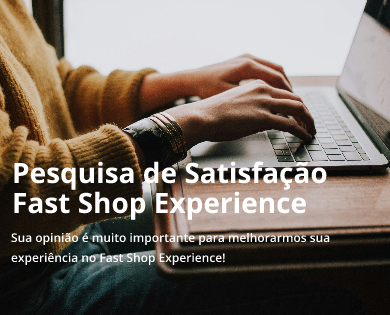 Pesquisa de Satisfação
Fast Shop Experience
Sua opinião é muito importante para melhorarmos sua
experiência no Fast Shop Experience!